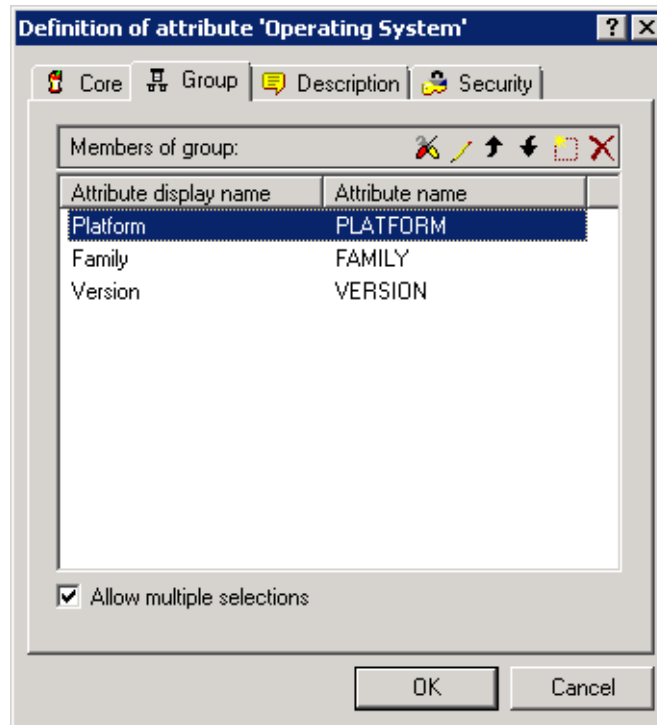 Definition of attribute 'Operating System'
Core Group Description Security
Members of group:
Attribute display name Attribute name
Platform PLATFORM
Family FAMILY
Version VERSION
Allow multiple selections
OK Cancel